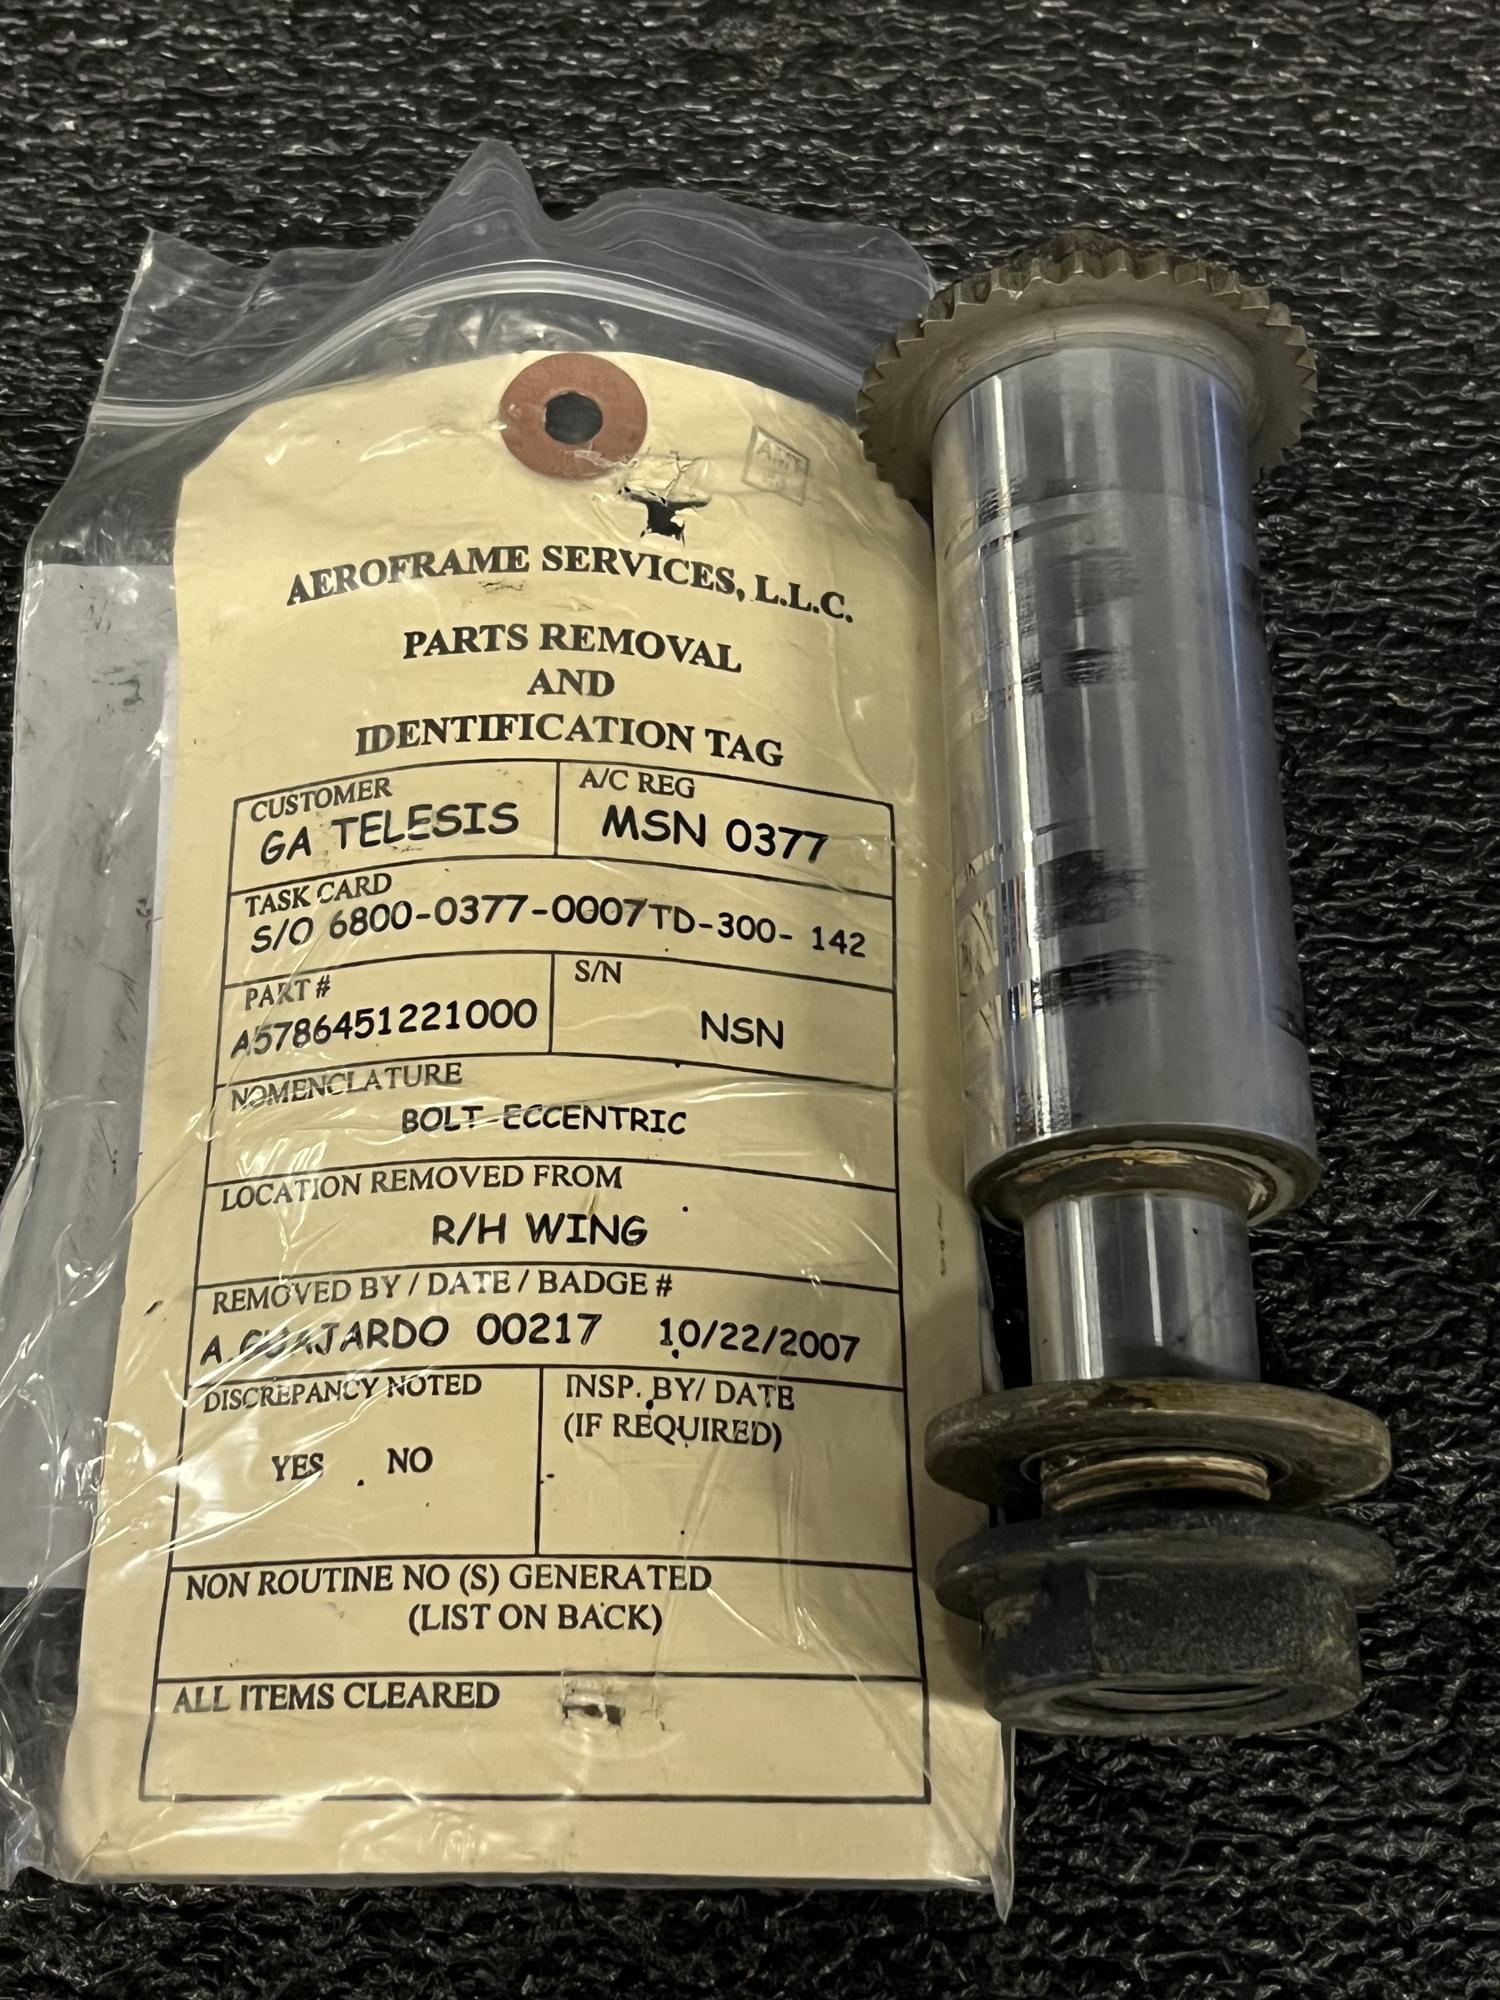 AEROFRAME SERVICES, L.L.C.
PARTS REMOVAL
AND
IDENTIFICATION TAG
CUSTOMER
GA TELESIS
A/C REG
MSN 0377
TASK CARD
S/O 6800-0377-0007TD-300- 142
PART #
A5786451221000
S/N
NSN
NOMENCLATURE
BOLT-ECCENTRIC
LOCATION REMOVED FROM
R/H WING
REMOVED BY / DATE / BADGE #
A.GUAJARDO 00217 10/22/2007
DISCREPANCY NOTED
YES NO
INSP. BY/ DATE
(IF REQUIRED)
NON ROUTINE NO (S) GENERATED
(LIST ON BACK)
ALL ITEMS CLEARED